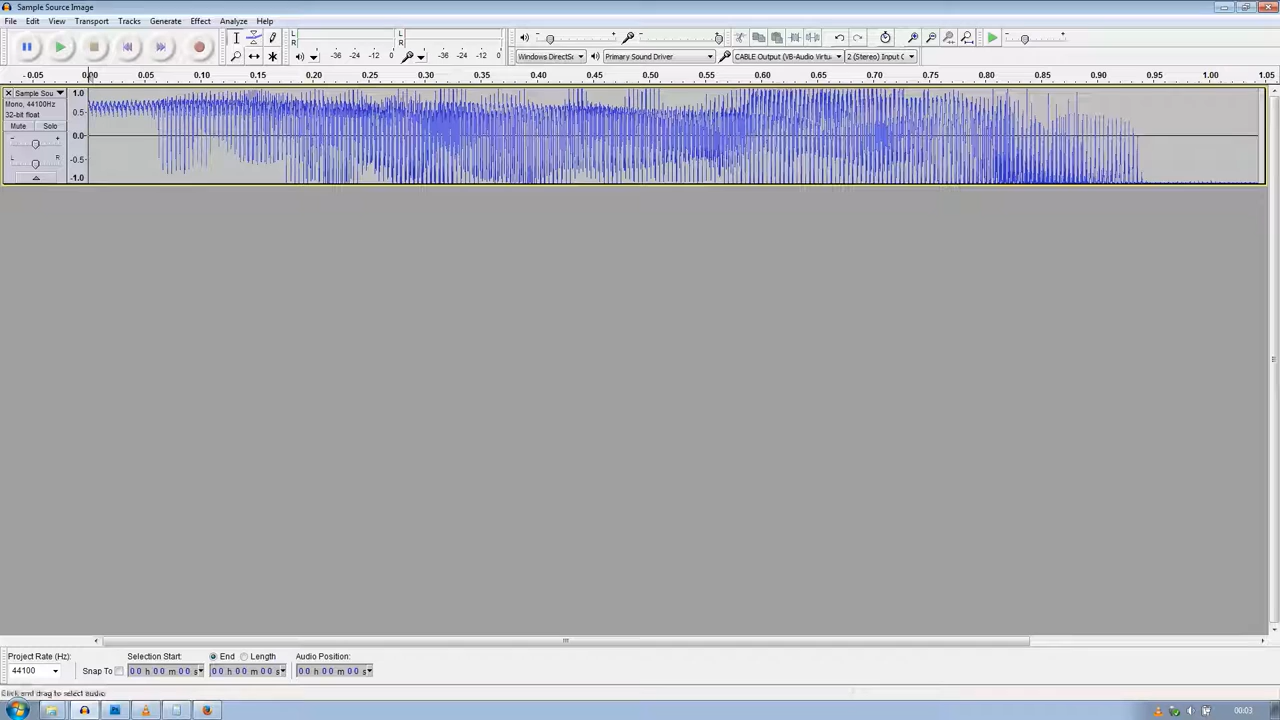 Sample Source Image
File Edit View Transport Tracks Generate Effect Analyze Help
L R -36 -24 -12 0 L R -36 -24 -12 0
Windows DirectSc Primary Sound Driver CABLE Output (VB-Audio Virtu 2 (Stereo) Input C
-0.05 0.00 0.05 0.10 0.15 0.20 0.25 0.30 0.35 0.40 0.45 0.50 0.55 0.60 0.65 0.70 0.75 0.80 0.85 0.90 0.95 1.00 1.05
Sample Sou 1.0
Mono, 44100Hz
32-bit float 0.5
Mute Solo
- + 0.0
L R -0.5
-1.0
Project Rate (Hz): Selection Start: End Length Audio Position:
44100 Snap To 00 h 00 m 00 s 00 h 00 m 00 s 00 h 00 m 00 s
Click and drag to select audio
00:03